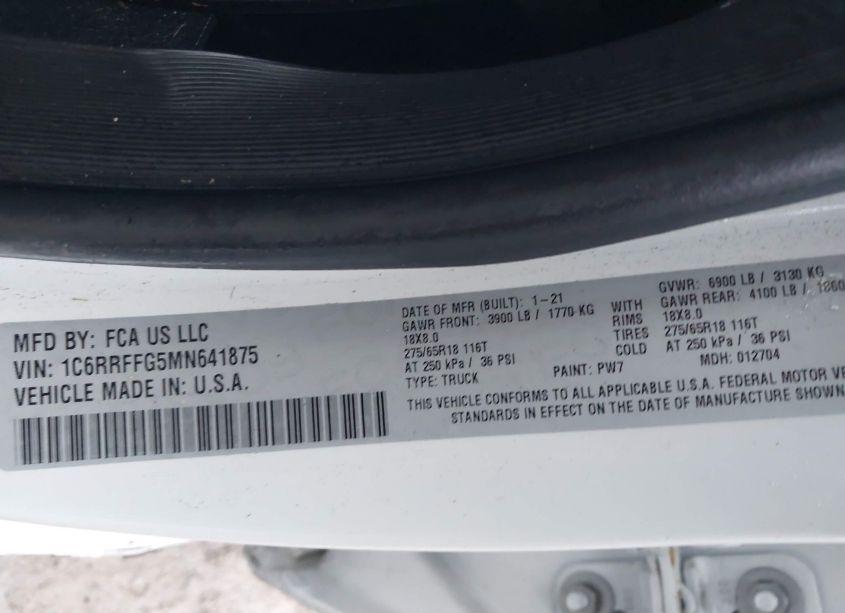 MFD BY: FCA US LLC
VIN: 1C6RRFFG5MN641875
VEHICLE MADE IN: U.S.A.
DATE OF MFR (BUILT): 1-21
GAWR FRONT: 3900 LB / 1770 KG
18X8.0
275/65R18 116T
AT 250 kPa / 36 PSI
TYPE: TRUCK
WITH
RIMS
TIRES
COLD
GVWR: 6900 LB / 3130 KG
GAWR REAR: 4100 LB / 1860
18X8.0
275/65R18 116T
AT 250 kPa / 36 PSI
PAINT: PW7
MDH: 012704
THIS VEHICLE CONFORMS TO ALL APPLICABLE U.S.A. FEDERAL MOTOR VE
STANDARDS IN EFFECT ON THE DATE OF MANUFACTURE SHOWN